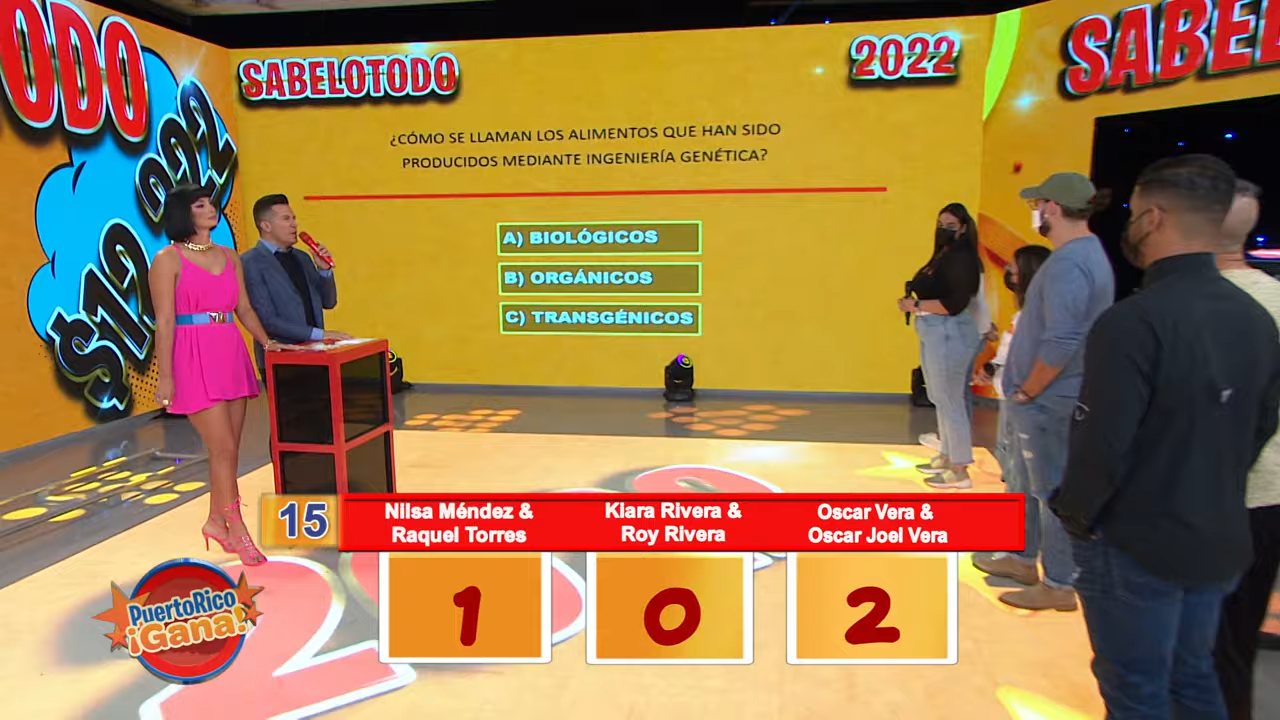 ODO
$12,222
SABELOTODO
2022
SABEL
¿CÓMO SE LLAMAN LOS ALIMENTOS QUE HAN SIDO
PRODUCIDOS MEDIANTE INGENIERÍA GENÉTICA?
A) BIOLÓGICOS
B) ORGÁNICOS
C) TRANSGÉNICOS
15
Nilsa Méndez &
Raquel Torres
Kiara Rivera &
Roy Rivera
Oscar Vera &
Oscar Joel Vera
1
0
2
PuertoRico
¡Gana!